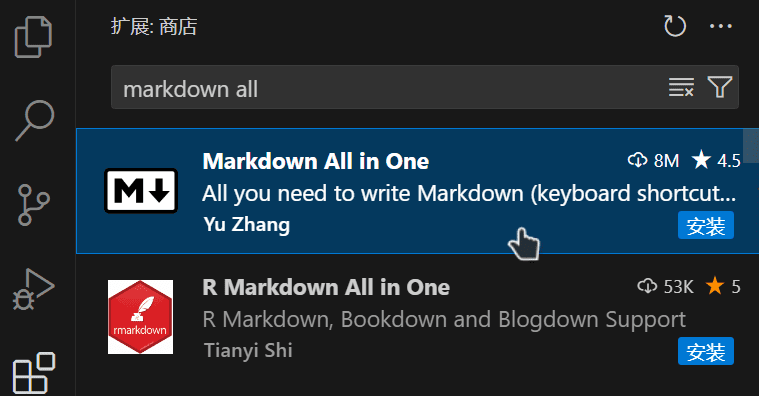 扩展: 商店
markdown all
Markdown All in One 8M 4.5
All you need to write Markdown (keyboard shortcut...
Yu Zhang 安装
R Markdown All in One 53K 5
rmarkdown
R Markdown, Bookdown and Blogdown Support
Tianyi Shi 安装